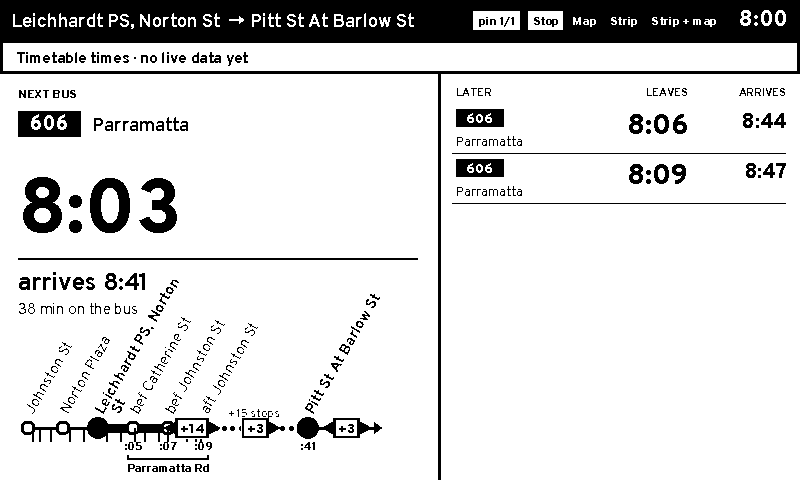 Leichhardt PS, Norton St → Pitt St At Barlow St
pin 1/1
Stop
Map
Strip
Strip + map
8:00
Timetable times · no live data yet
NEXT BUS
606 Parramatta
8:03
arrives 8:41
38 min on the bus
Johnston St
Norton Plaza
Leichhardt PS, Norton
St
bef Catherine St
bef Johnston St
aft Johnston St
Pitt St At Barlow St
+15 stops
+14
+3
+3
:05
:07
:09
:41
Parramatta Rd
LATER LEAVES ARRIVES
606 8:06 8:44
Parramatta
606 8:09 8:47
Parramatta